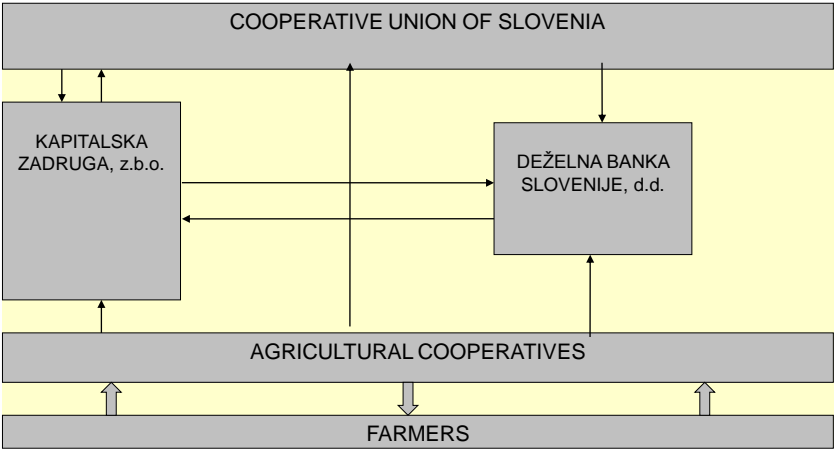 COOPERATIVE UNION OF SLOVENIA
KAPITALSKA
ZADRUGA, z.b.o.
DEŽELNA BANKA
SLOVENIJE, d.d.
AGRICULTURAL COOPERATIVES
FARMERS